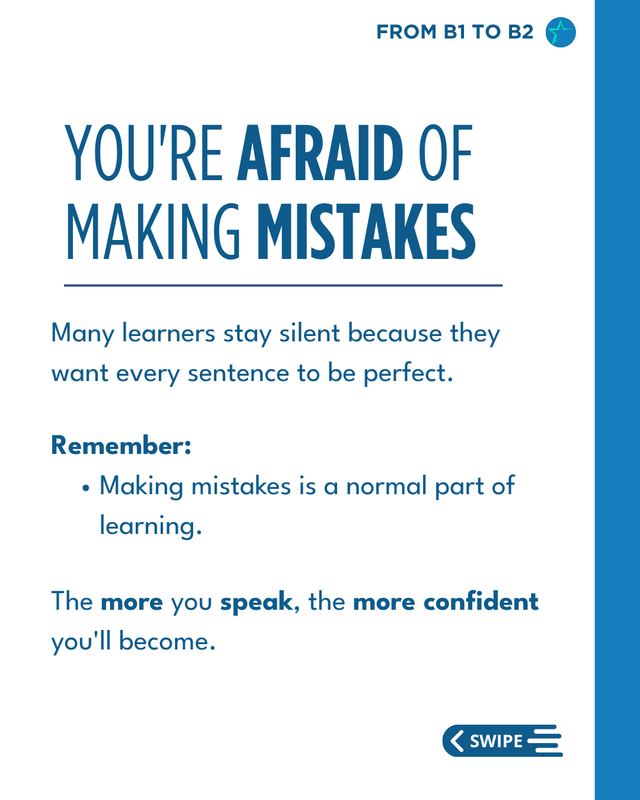 FROM B1 TO B2
YOU'RE AFRAID OF
MAKING MISTAKES
Many learners stay silent because they
want every sentence to be perfect.
Remember:
• Making mistakes is a normal part of
learning.
The more you speak, the more confident
you'll become.
SWIPE